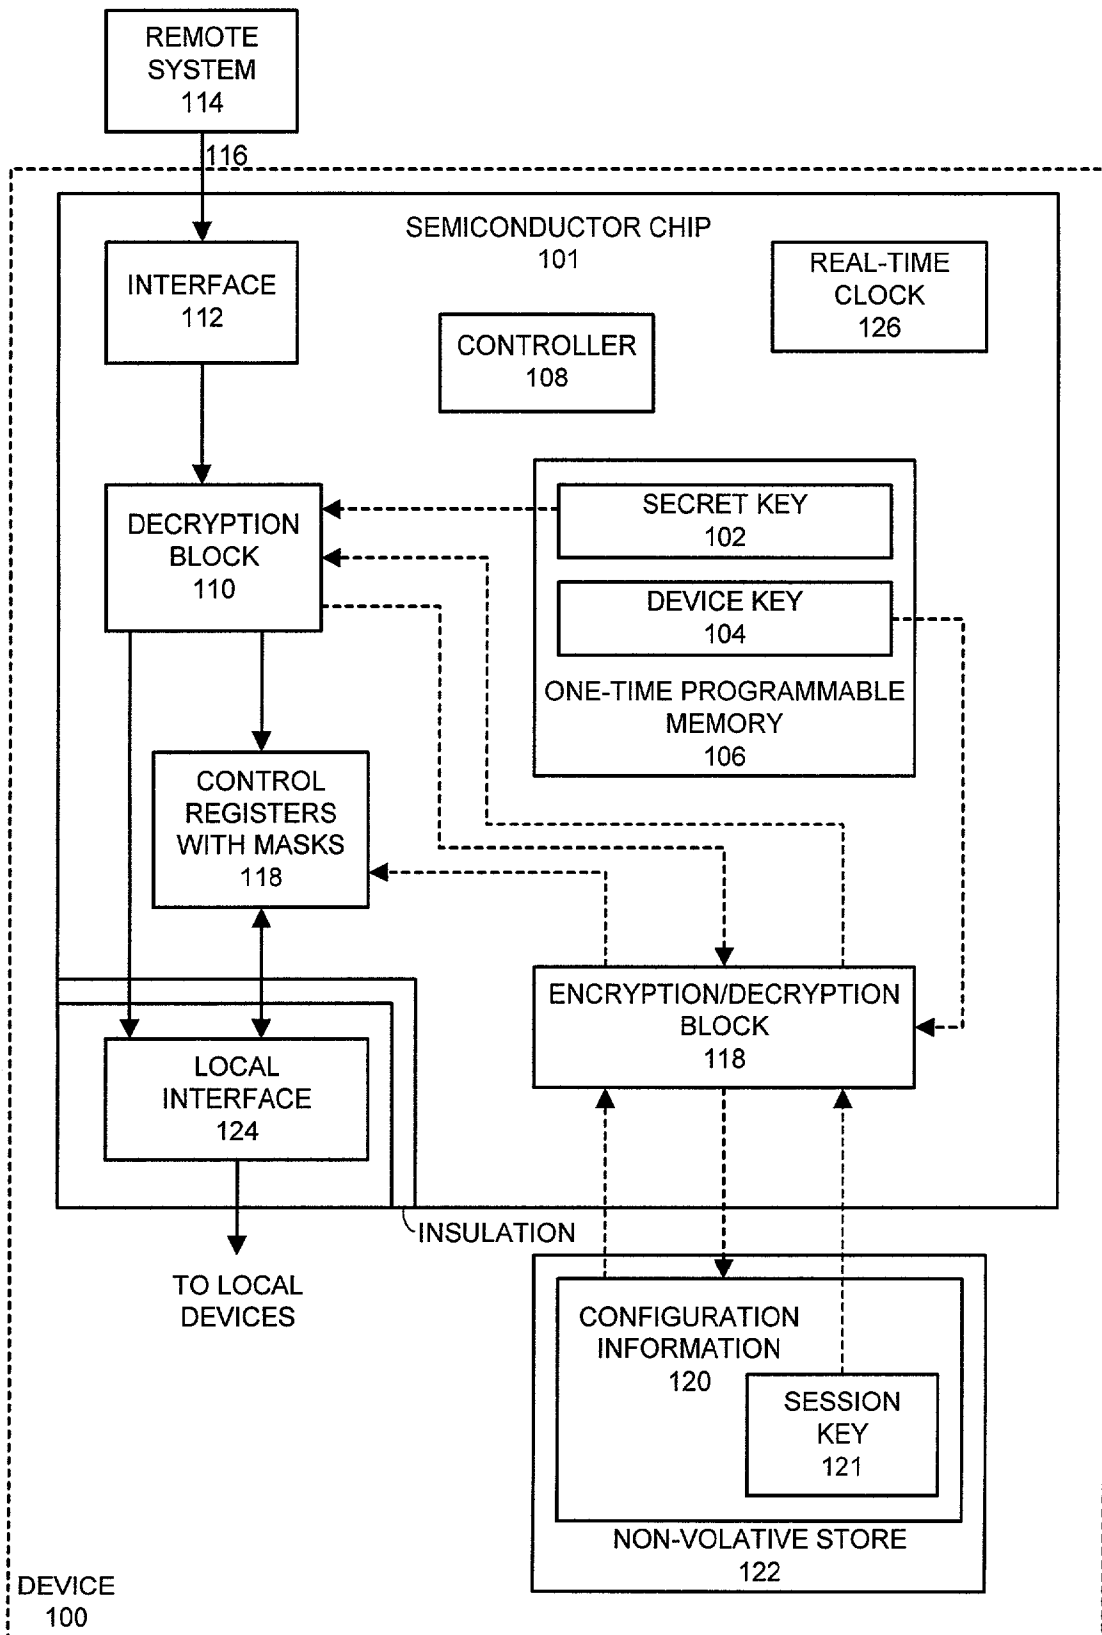 REMOTE
SYSTEM
114
116
SEMICONDUCTOR CHIP
101
INTERFACE
112
REAL-TIME
CLOCK
126
CONTROLLER
108
DECRYPTION
BLOCK
110
SECRET KEY
102
DEVICE KEY
104
ONE-TIME PROGRAMMABLE
MEMORY
106
CONTROL
REGISTERS
WITH MASKS
118
ENCRYPTION/DECRYPTION
BLOCK
118
LOCAL
INTERFACE
124
INSULATION
TO LOCAL
DEVICES
CONFIGURATION
INFORMATION
120
SESSION
KEY
121
NON-VOLATIVE STORE
122
DEVICE
100